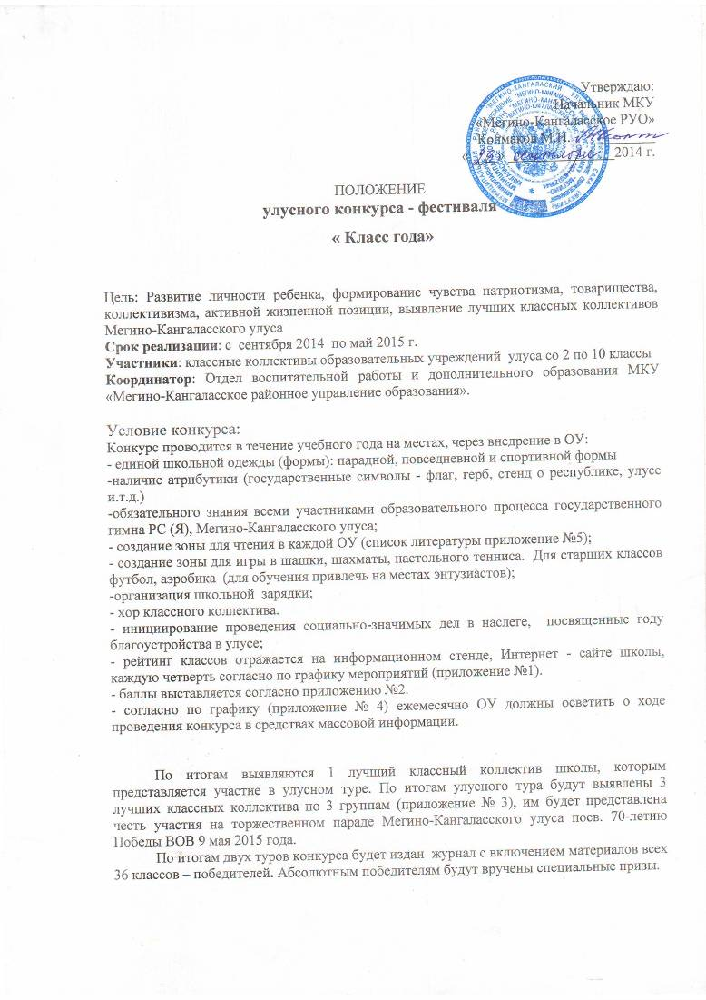 Утверждаю:
Начальник МКУ
«Мегино-Кангаласское РУО»
Колмаков М.И.
« » сентября 2014 г.
ПОЛОЖЕНИЕ
улусного конкурса - фестиваля
« Класс года»
Цель: Развитие личности ребенка, формирование чувства патриотизма, товарищества,
коллективизма, активной жизненной позиции, выявление лучших классных коллективов
Мегино-Кангаласского улуса
Срок реализации: с сентября 2014 по май 2015 г.
Участники: классные коллективы образовательных учреждений улуса со 2 по 10 классы
Координатор: Отдел воспитательной работы и дополнительного образования МКУ
«Мегино-Кангаласское районное управление образования».
Условие конкурса:
Конкурс проводится в течение учебного года на местах, через внедрение в ОУ:
- единой школьной одежды (формы): парадной, повседневной и спортивной формы
-наличие атрибутики (государственные символы - флаг, герб, стенд о республике, улусе
и.т.д.)
-обязательного знания всеми участниками образовательного процесса государственного
гимна РС (Я), Мегино-Кангаласского улуса;
- создание зоны для чтения в каждой ОУ (список литературы приложение №5);
- создание зоны для игры в шашки, шахматы, настольного тенниса. Для старших классов
футбол, аэробика (для обучения привлечь на местах энтузиастов);
-организация школьной зарядки;
- хор классного коллектива.
- инициирование проведения социально-значимых дел в наслеге, посвященные году
благоустройства в улусе;
- рейтинг классов отражается на информационном стенде, Интернет - сайте школы,
каждую четверть согласно по графику мероприятий (приложение №1).
- баллы выставляется согласно приложению №2.
- согласно по графику (приложение № 4) ежемесячно ОУ должны осветить о ходе
проведения конкурса в средствах массовой информации.
По итогам выявляются 1 лучший классный коллектив школы, которым
представляется участие в улусном туре. По итогам улусного тура будут выявлены 3
лучших классных коллектива по 3 группам (приложение № 3), им будет представлена
честь участия на торжественном параде Мегино-Кангаласского улуса посв. 70-летию
Победы ВОВ 9 мая 2015 года.
По итогам двух туров конкурса будет издан журнал с включением материалов всех
36 классов – победителей. Абсолютным победителям будут вручены специальные призы.